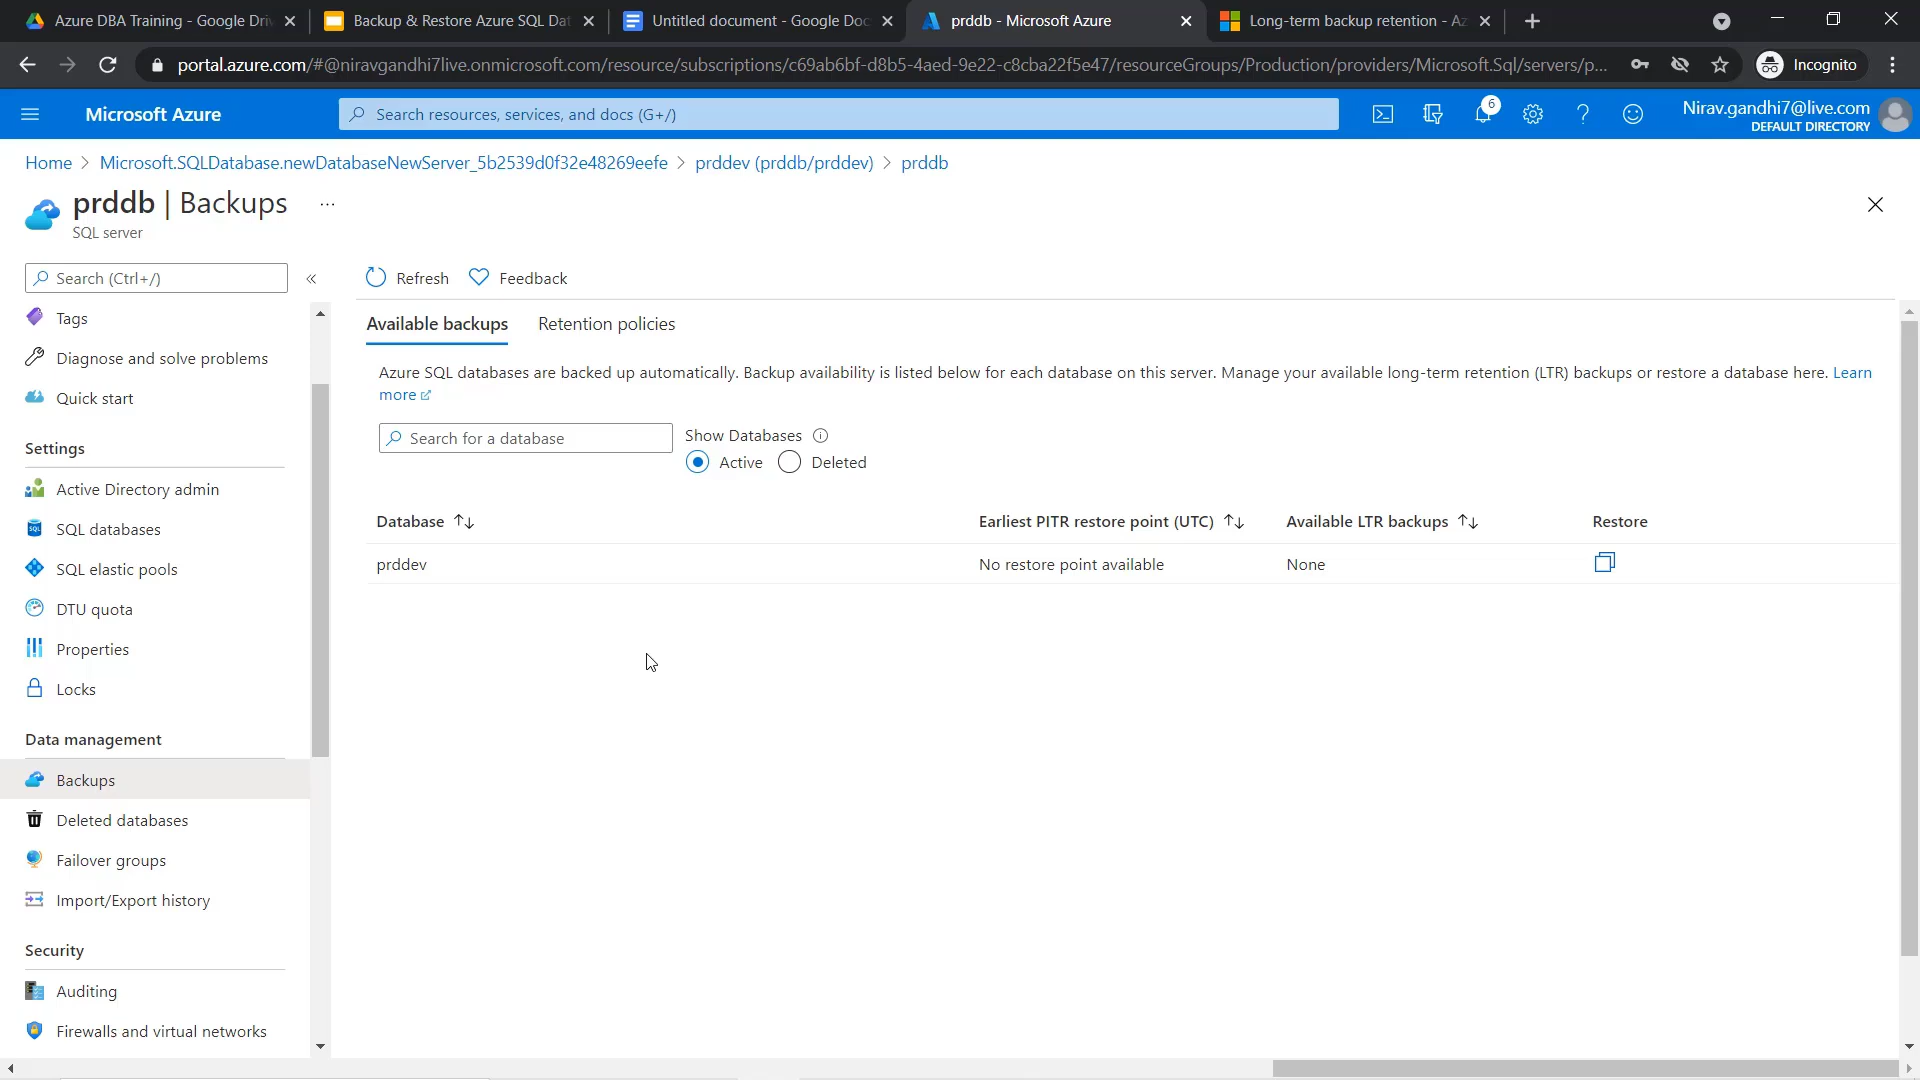 Azure DBA Training - Google Dri
Backup & Restore Azure SQL Dat
Untitled document - Google Doc
prddb - Microsoft Azure
Long-term backup retention - Az
portal.azure.com/#@niravgandhi7live.onmicrosoft.com/resource/subscriptions/c69ab6bf-d8b5-4aed-9e22-c8cba22f5e47/resourceGroups/Production/providers/Microsoft.Sql/servers/p...
Incognito
Microsoft Azure
Search resources, services, and docs (G+/)
6
Nirav.gandhi7@live.com
DEFAULT DIRECTORY
Home > Microsoft.SQLDatabase.newDatabaseNewServer_5b2539d0f32e48269eefe > prddev (prddb/prddev) > prddb
prddb | Backups ...
SQL server
Search (Ctrl+/)
«
Refresh
Feedback
Tags
Diagnose and solve problems
Quick start
Settings
Active Directory admin
SQL databases
SQL elastic pools
DTU quota
Properties
Locks
Data management
Backups
Deleted databases
Failover groups
Import/Export history
Security
Auditing
Firewalls and virtual networks
Available backups
Retention policies
Azure SQL databases are backed up automatically. Backup availability is listed below for each database on this server. Manage your available long-term retention (LTR) backups or restore a database here. Learn
more
Search for a database
Show Databases
Active
Deleted
Database
Earliest PITR restore point (UTC)
Available LTR backups
Restore
prddev
No restore point available
None